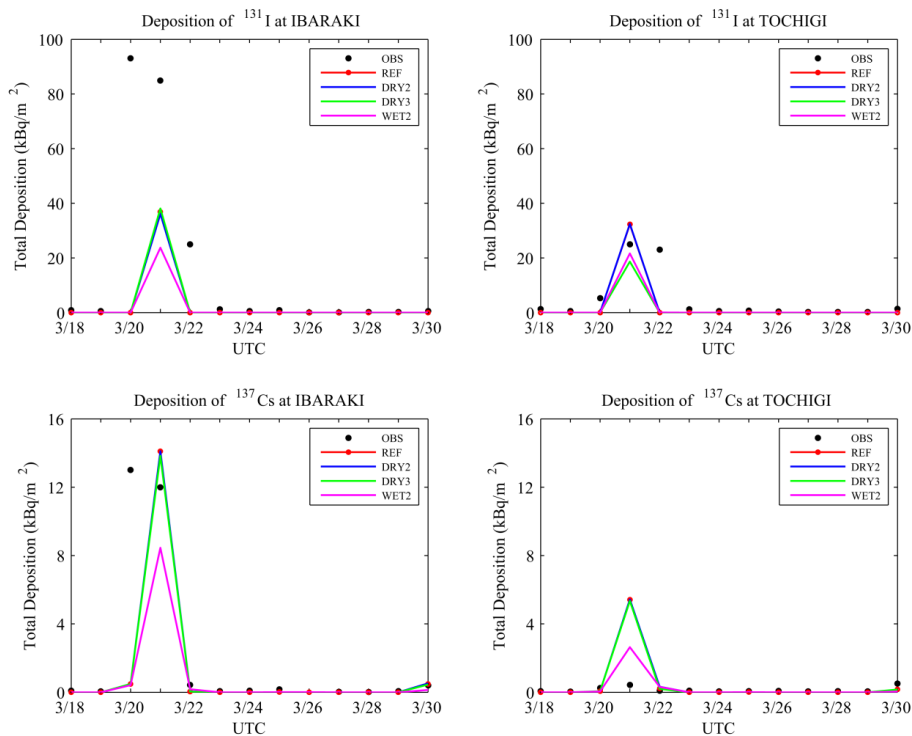 Deposition of 131I at IBARAKI
Total Deposition (kBq/m2)
100
80
60
40
20
0
3/18 3/20 3/22 3/24 3/26 3/28 3/30
UTC
OBS
REF
DRY2
DRY3
WET2
Deposition of 131I at TOCHIGI
Total Deposition (kBq/m2)
100
80
60
40
20
0
3/18 3/20 3/22 3/24 3/26 3/28 3/30
UTC
OBS
REF
DRY2
DRY3
WET2
Deposition of 137Cs at IBARAKI
Total Deposition (kBq/m2)
16
12
8
4
0
3/18 3/20 3/22 3/24 3/26 3/28 3/30
UTC
OBS
REF
DRY2
DRY3
WET2
Deposition of 137Cs at TOCHIGI
Total Deposition (kBq/m2)
16
12
8
4
0
3/18 3/20 3/22 3/24 3/26 3/28 3/30
UTC
OBS
REF
DRY2
DRY3
WET2